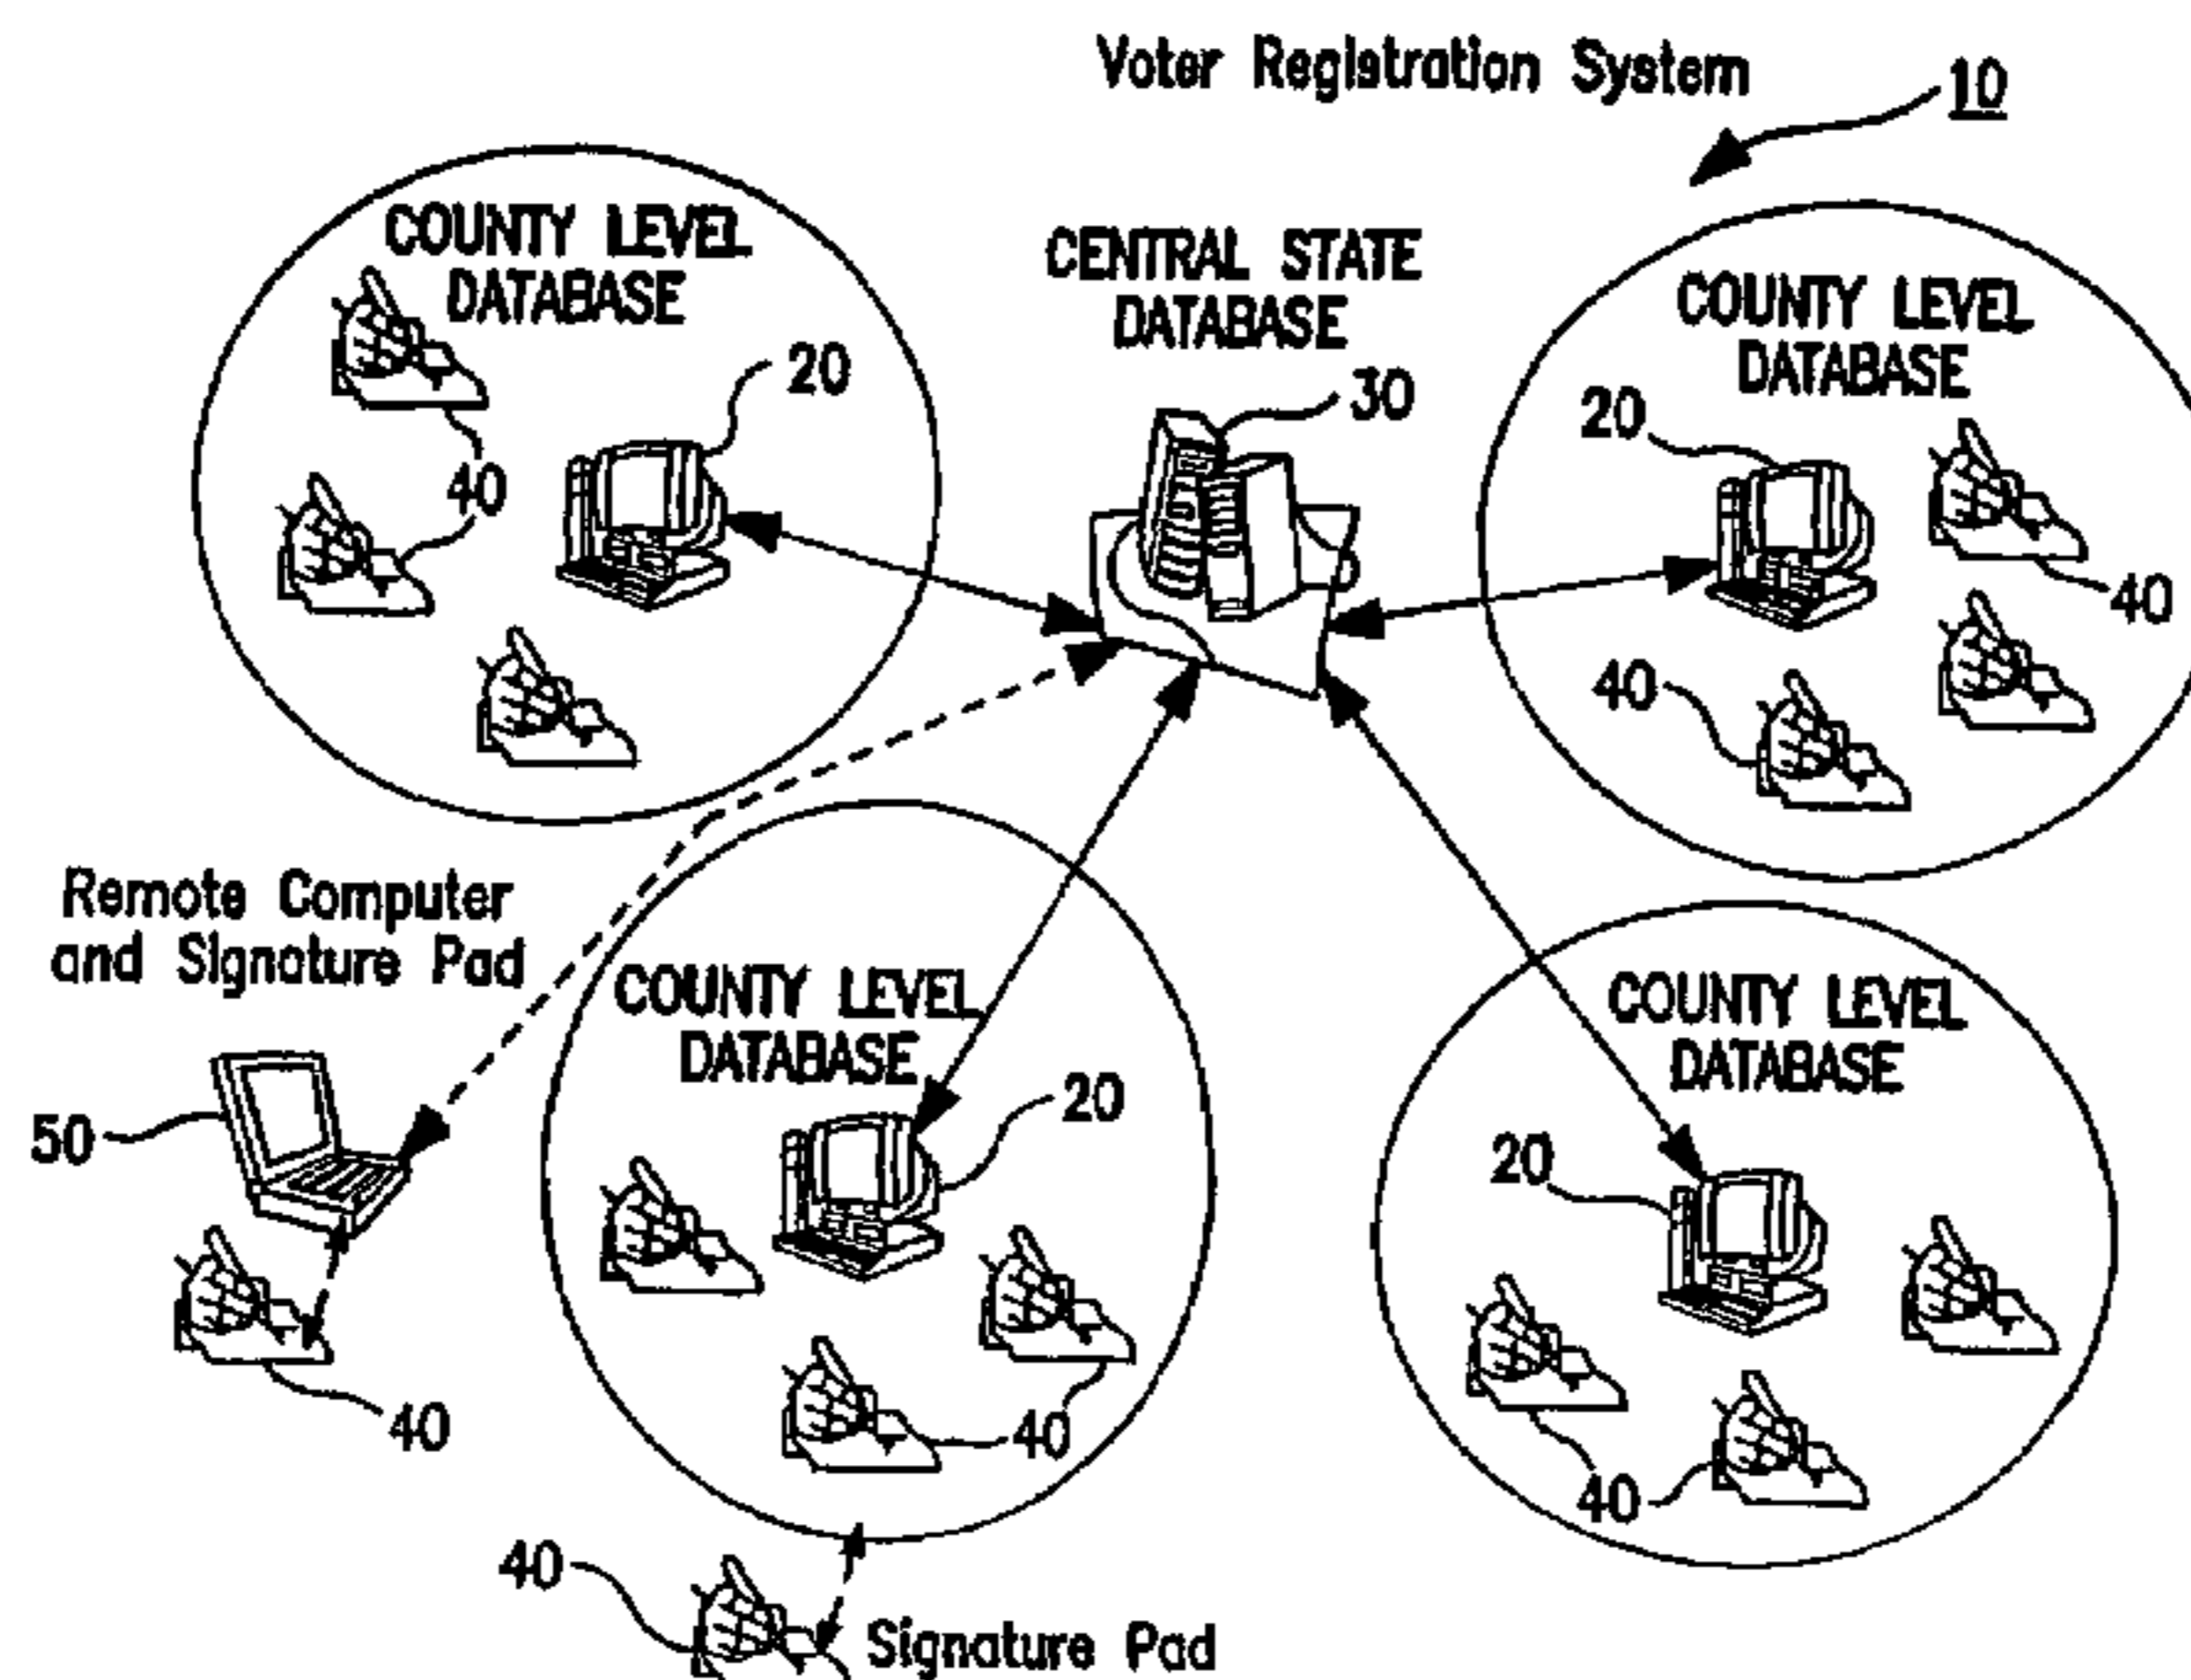 Voter Registration System
10
COUNTY LEVEL
DATABASE
20
40
CENTRAL STATE
DATABASE
30
COUNTY LEVEL
DATABASE
20
40
40
Remote Computer
and Signature Pad
50
40
COUNTY LEVEL
DATABASE
20
40
COUNTY LEVEL
DATABASE
20
40
40
Signature Pad